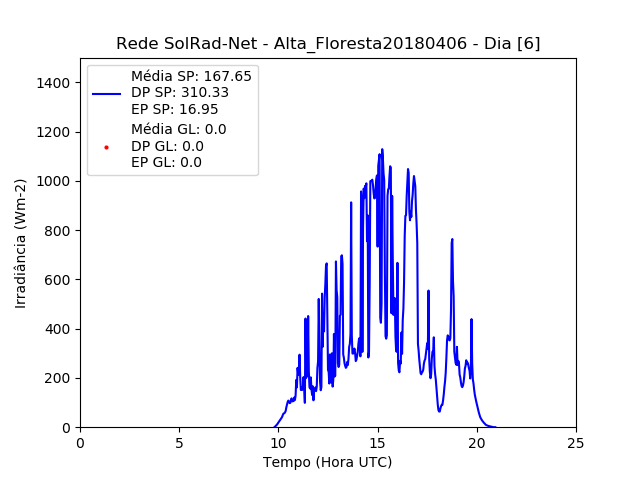 Rede SolRad-Net - Alta_Floresta20180406 - Dia [6]
Média SP: 167.65
DP SP: 310.33
EP SP: 16.95
Média GL: 0.0
DP GL: 0.0
EP GL: 0.0
1400
1200
1000
800
600
400
200
0
Irradiância (Wm-2)
0 5 10 15 20 25
Tempo (Hora UTC)